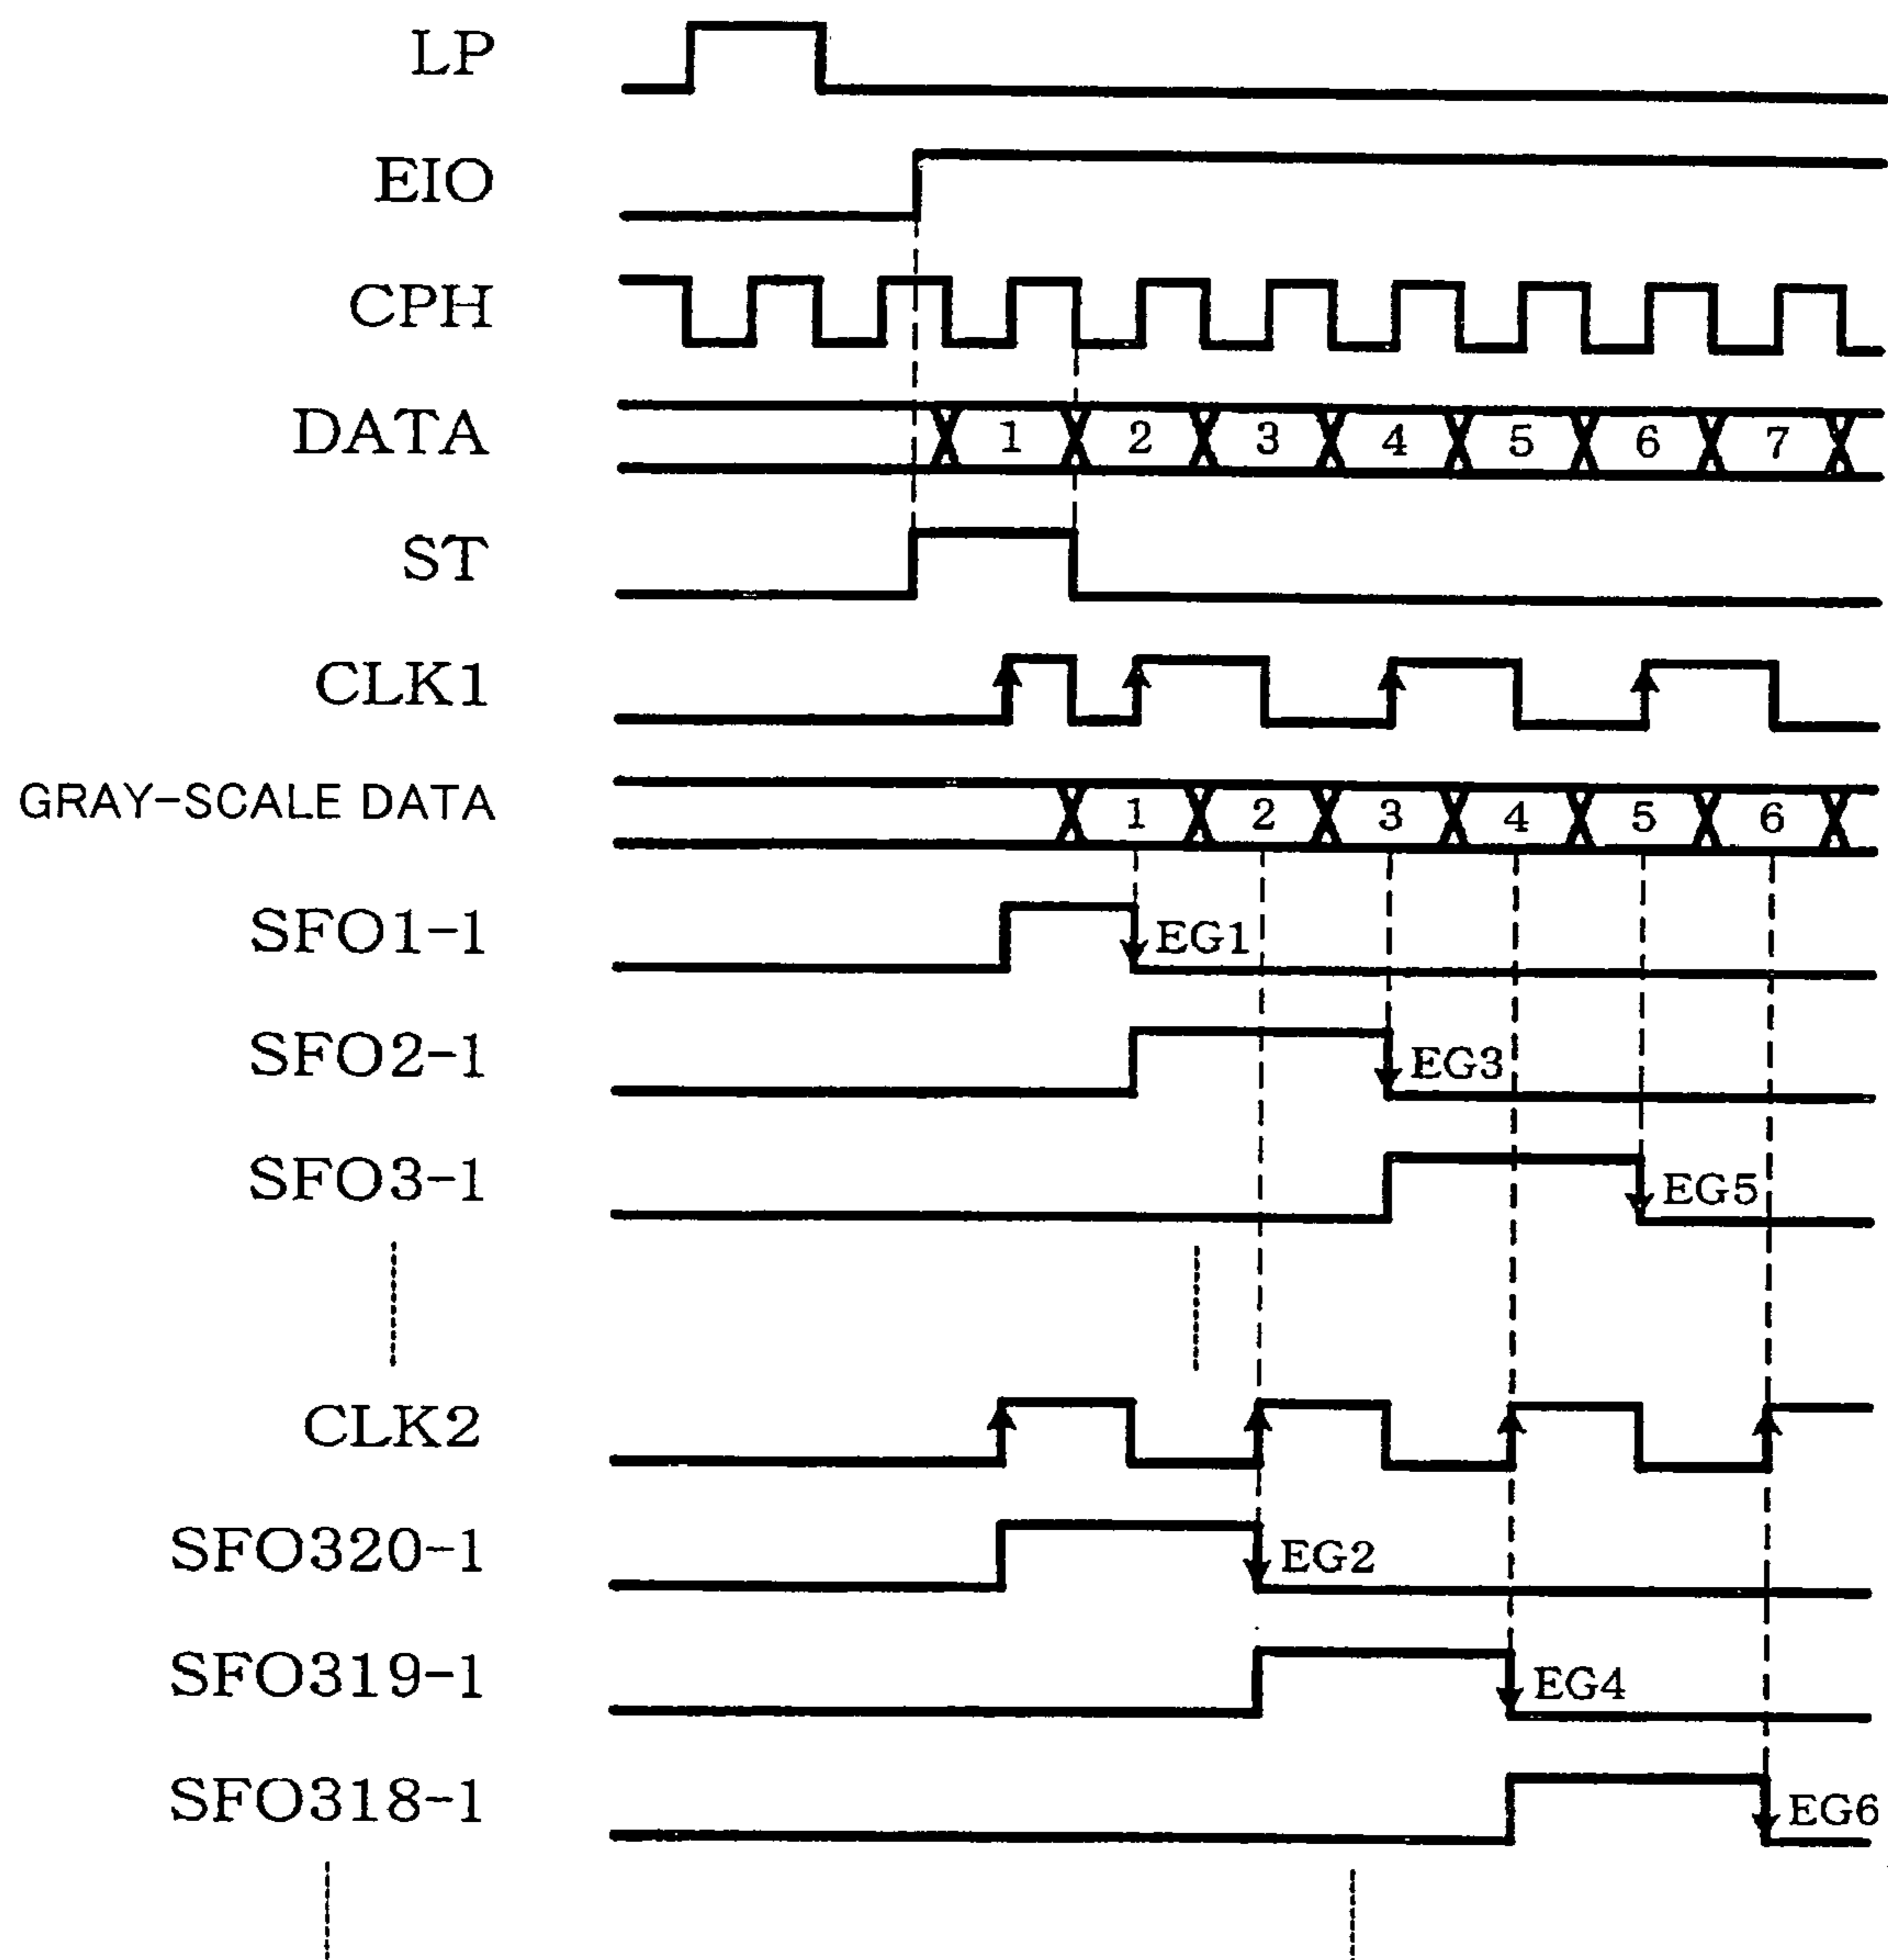 LP
EIO
CPH
DATA 1 2 3 4 5 6 7
ST
CLK1
GRAY-SCALE DATA 1 2 3 4 5 6
SFO1-1 EG1
SFO2-1 EG3
SFO3-1 EG5
CLK2
SFO320-1 EG2
SFO319-1 EG4
SFO318-1 EG6